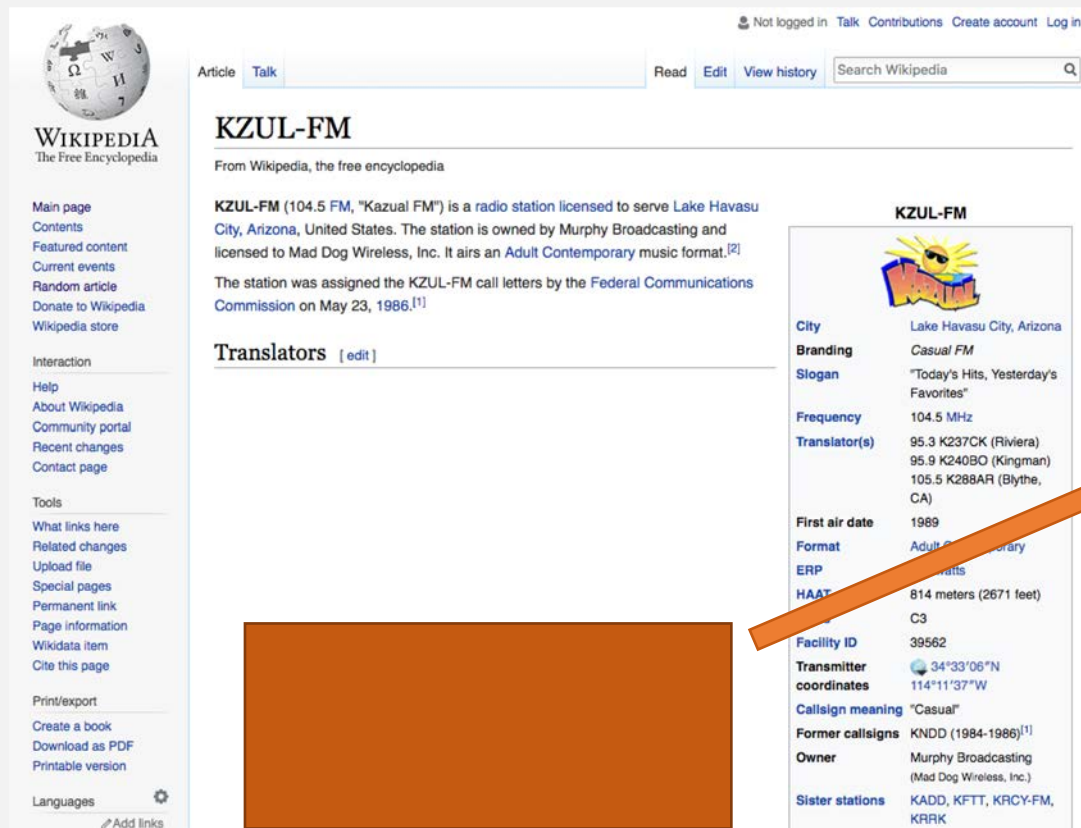 Not logged in Talk Contributions Create account Log in
Article Talk
Read Edit View history Search Wikipedia
WIKIPEDIA
The Free Encyclopedia
Main page
Contents
Featured content
Current events
Random article
Donate to Wikipedia
Wikipedia store
Interaction
Help
About Wikipedia
Community portal
Recent changes
Contact page
Tools
What links here
Related changes
Upload file
Special pages
Permanent link
Page information
Wikidata item
Cite this page
Print/export
Create a book
Download as PDF
Printable version
Languages
Add links
KZUL-FM
From Wikipedia, the free encyclopedia
KZUL-FM (104.5 FM, "Kazual FM") is a radio station licensed to serve Lake Havasu
City, Arizona, United States. The station is owned by Murphy Broadcasting and
licensed to Mad Dog Wireless, Inc. It airs an Adult Contemporary music format.[2]
The station was assigned the KZUL-FM call letters by the Federal Communications
Commission on May 23, 1986.[1]
Translators [edit]
KZUL-FM
KAZUAL
City Lake Havasu City, Arizona
Branding Casual FM
Slogan "Today's Hits, Yesterday's
Favorites"
Frequency 104.5 MHz
Translator(s) 95.3 K237CK (Riviera)
95.9 K240BO (Kingman)
105.5 K288AR (Blythe,
CA)
First air date 1989
Format Adult
ERP
HAAT 814 meters (2671 feet)
C3
Facility ID 39562
Transmitter 34°33′06″N
coordinates 114°11′37″W
Callsign meaning "Casual"
Former callsigns KNDD (1984-1986)[1]
Owner Murphy Broadcasting
(Mad Dog Wireless, Inc.)
Sister stations KADD, KFTT, KRCY-FM,
KRRK